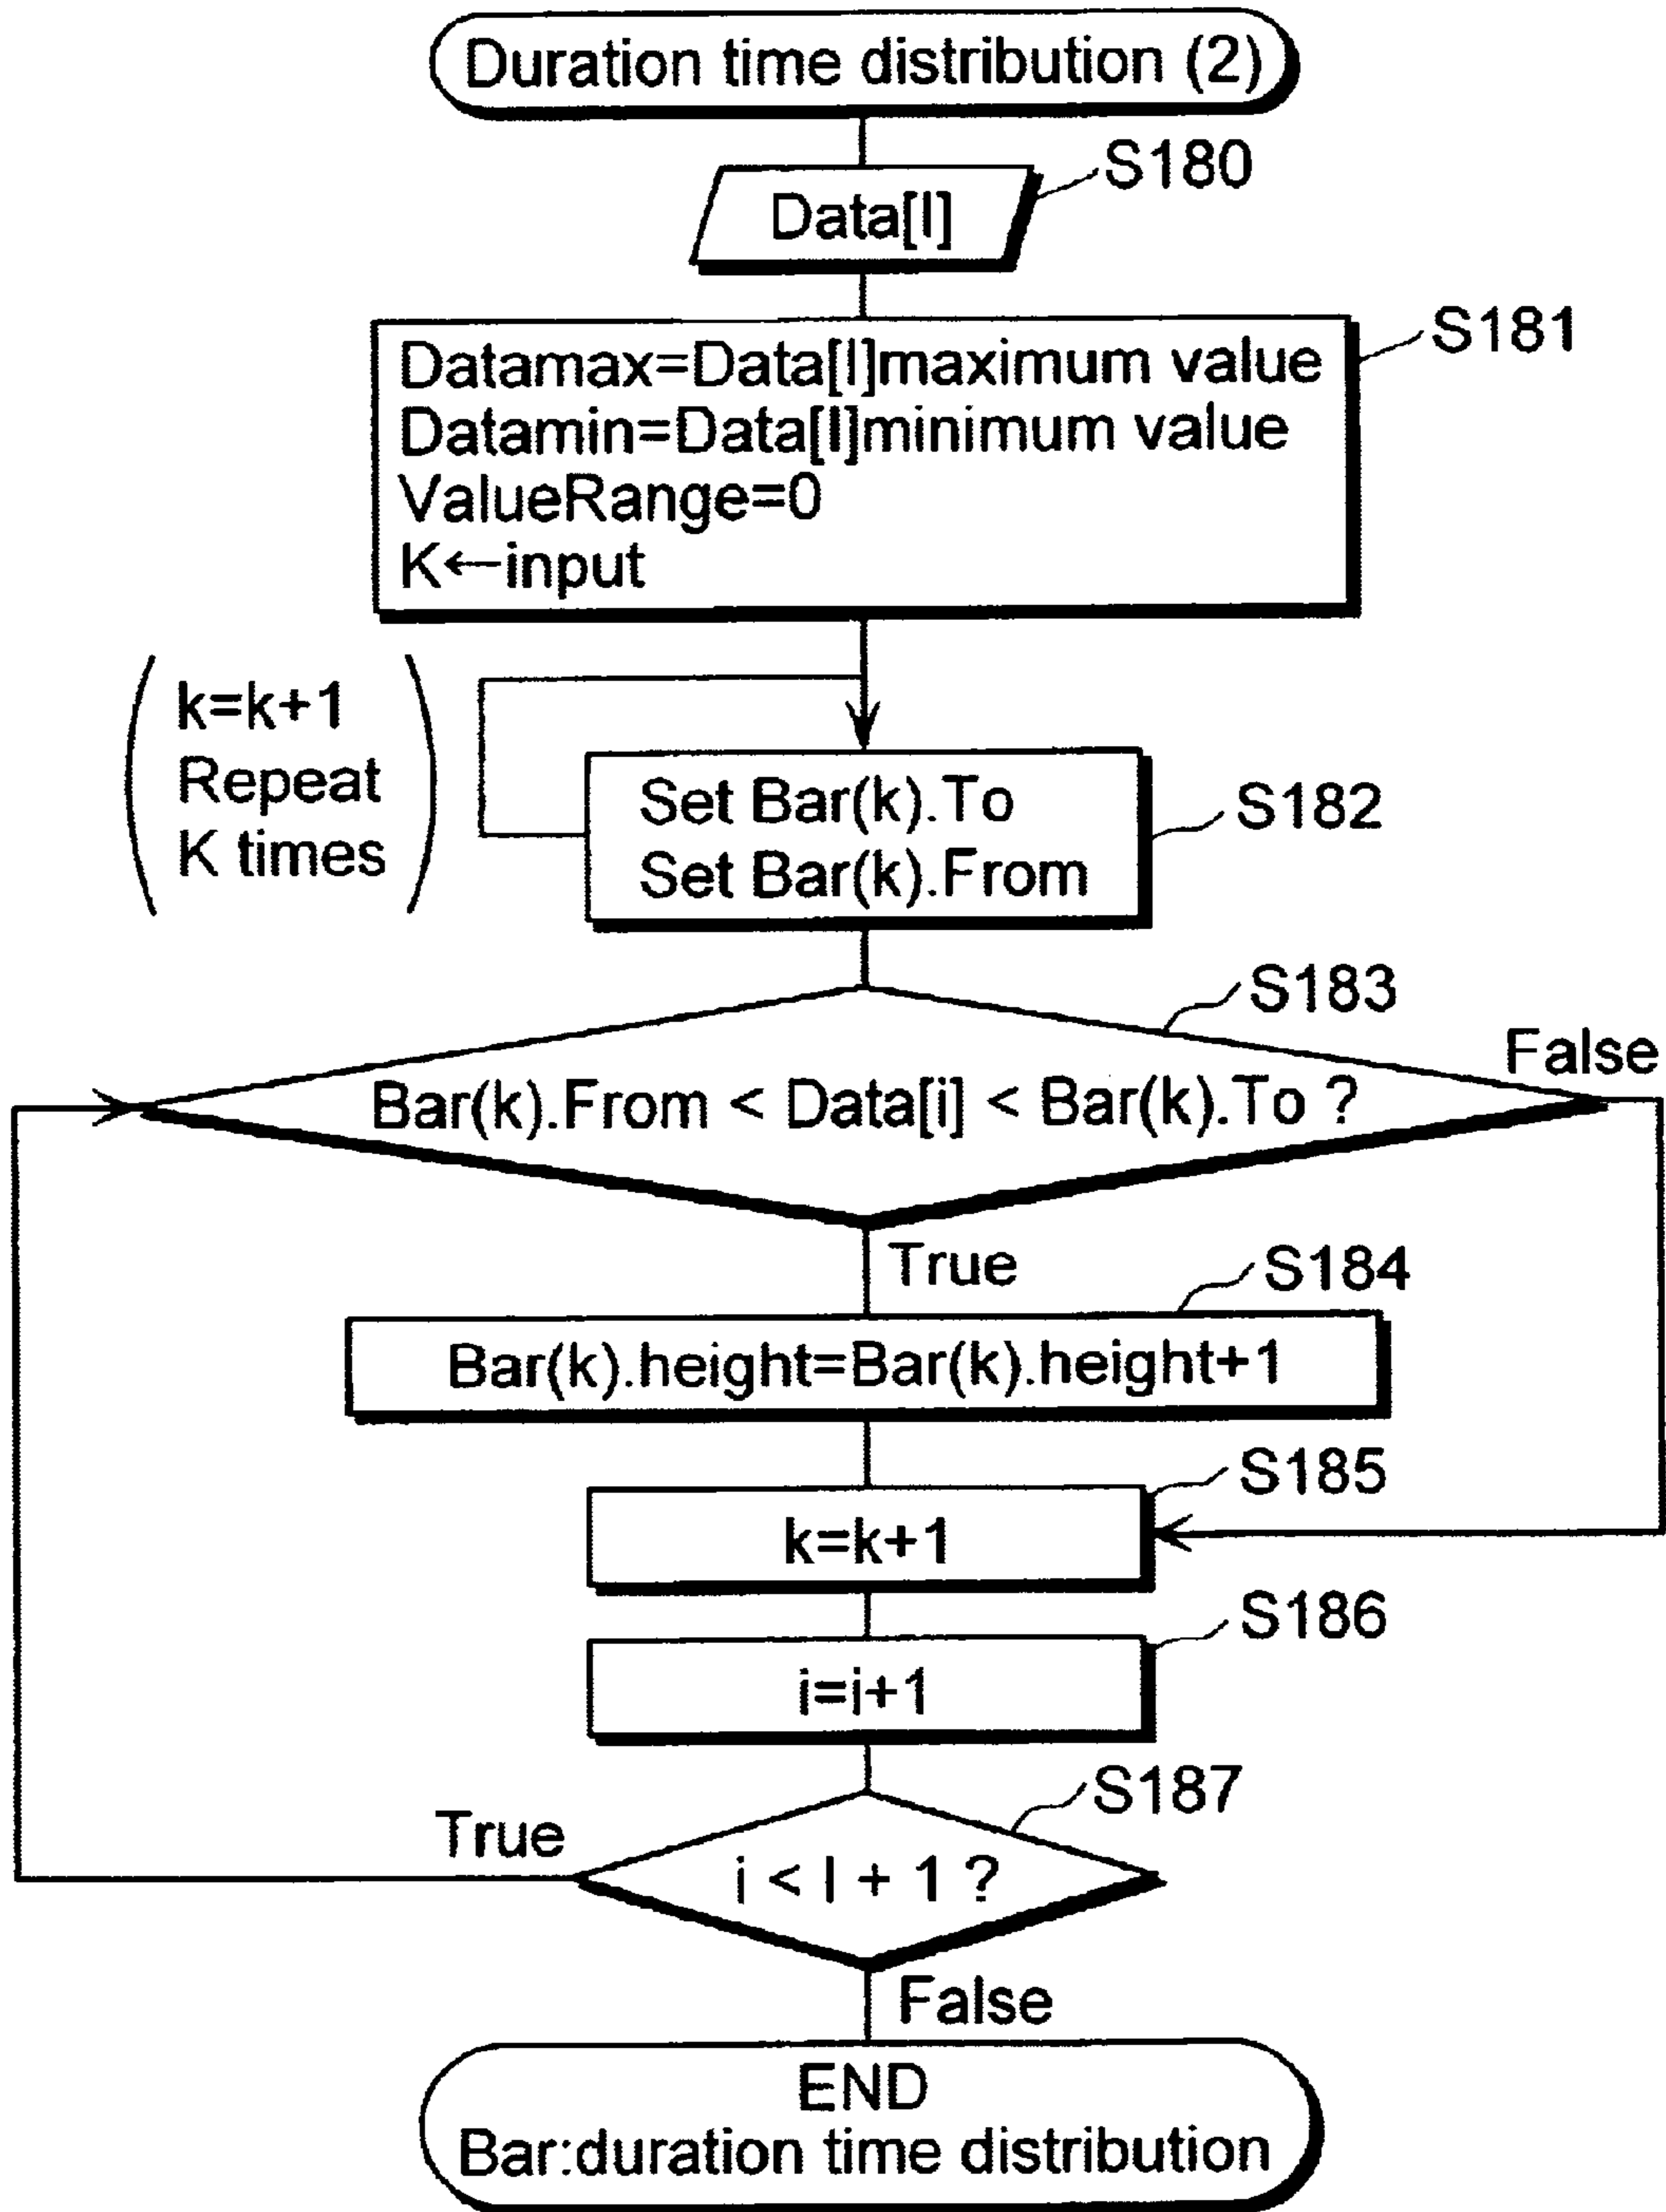 Duration time distribution (2)
S180
Data[I]
S181
Datamax=Data[I]maximum value
Datamin=Data[I]minimum value
ValueRange=0
K←input
k=k+1
Repeat
K times
Set Bar(k).To
Set Bar(k).From
S182
S183
False
Bar(k).From < Data[i] < Bar(k).To ?
True
S184
Bar(k).height=Bar(k).height+1
S185
k=k+1
S186
i=i+1
S187
True
i < I + 1 ?
False
END
Bar:duration time distribution